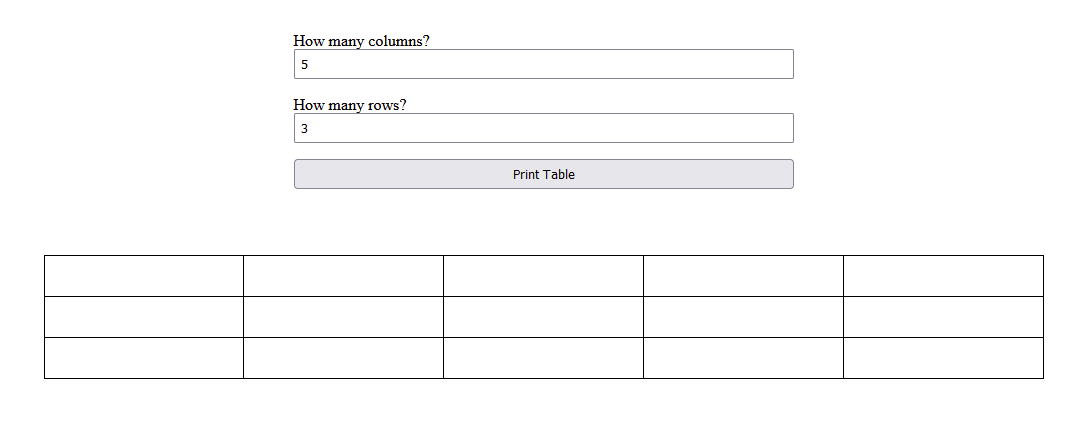 How many columns?
5
How many rows?
3
Print Table